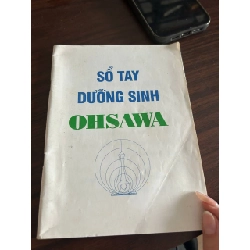 SỔ TAY
DƯỠNG SINH
OHSAWA